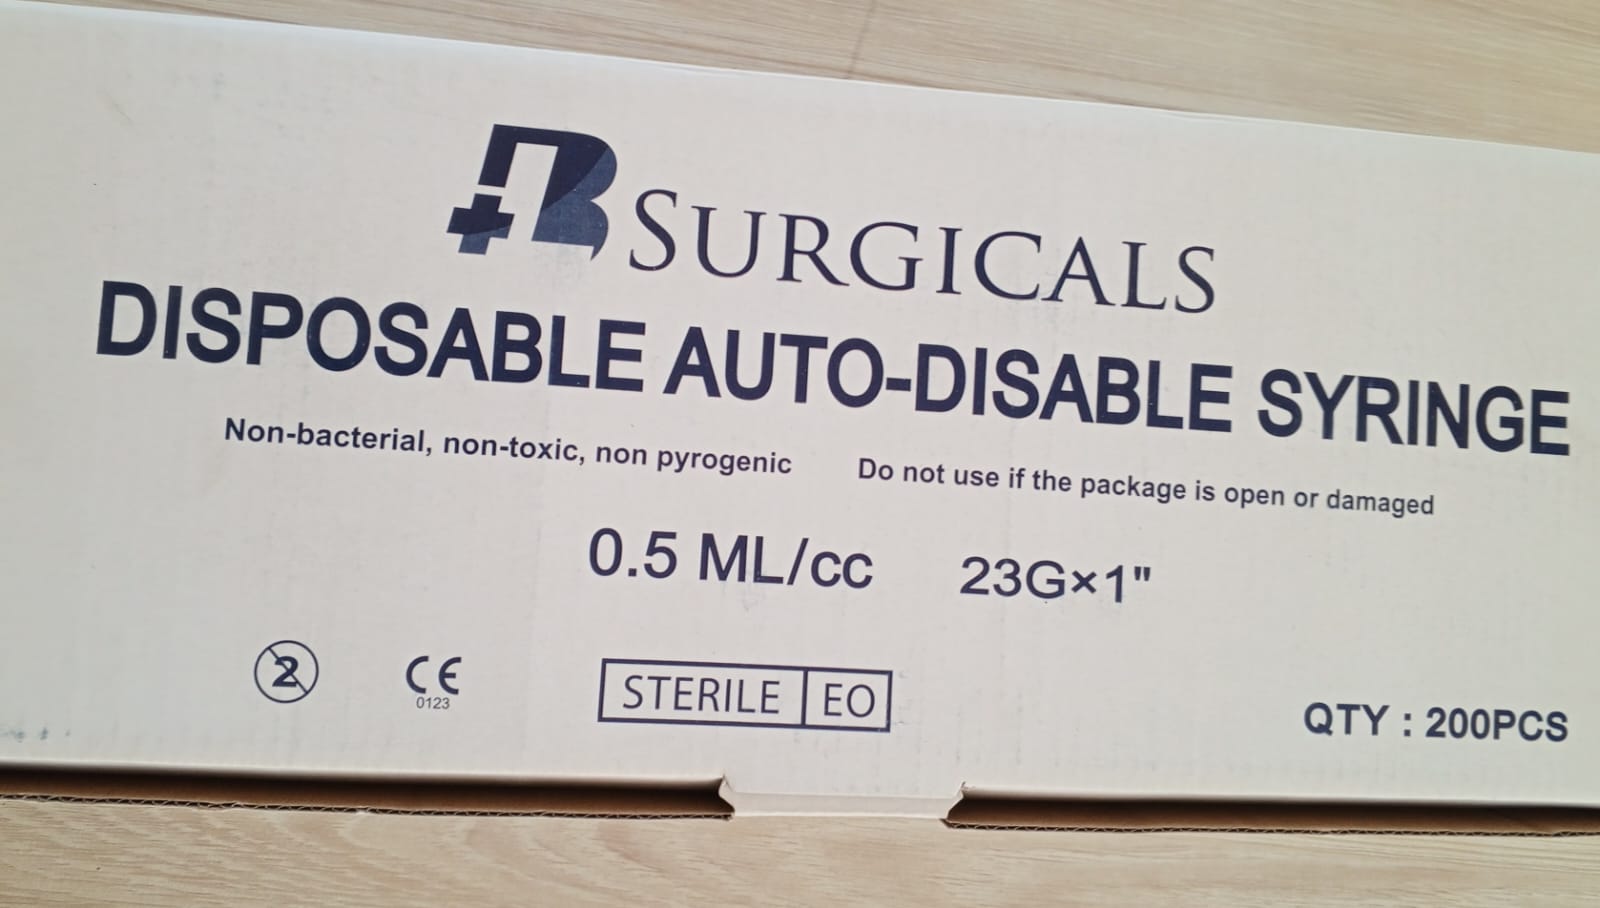 B SURGICALS
DISPOSABLE AUTO-DISABLE SYRINGE
Non-bacterial, non-toxic, non pyrogenic
Do not use if the package is open or damaged
0.5 ML/cc 23G×1"
2
CE
0123
STERILE EO
QTY : 200PCS